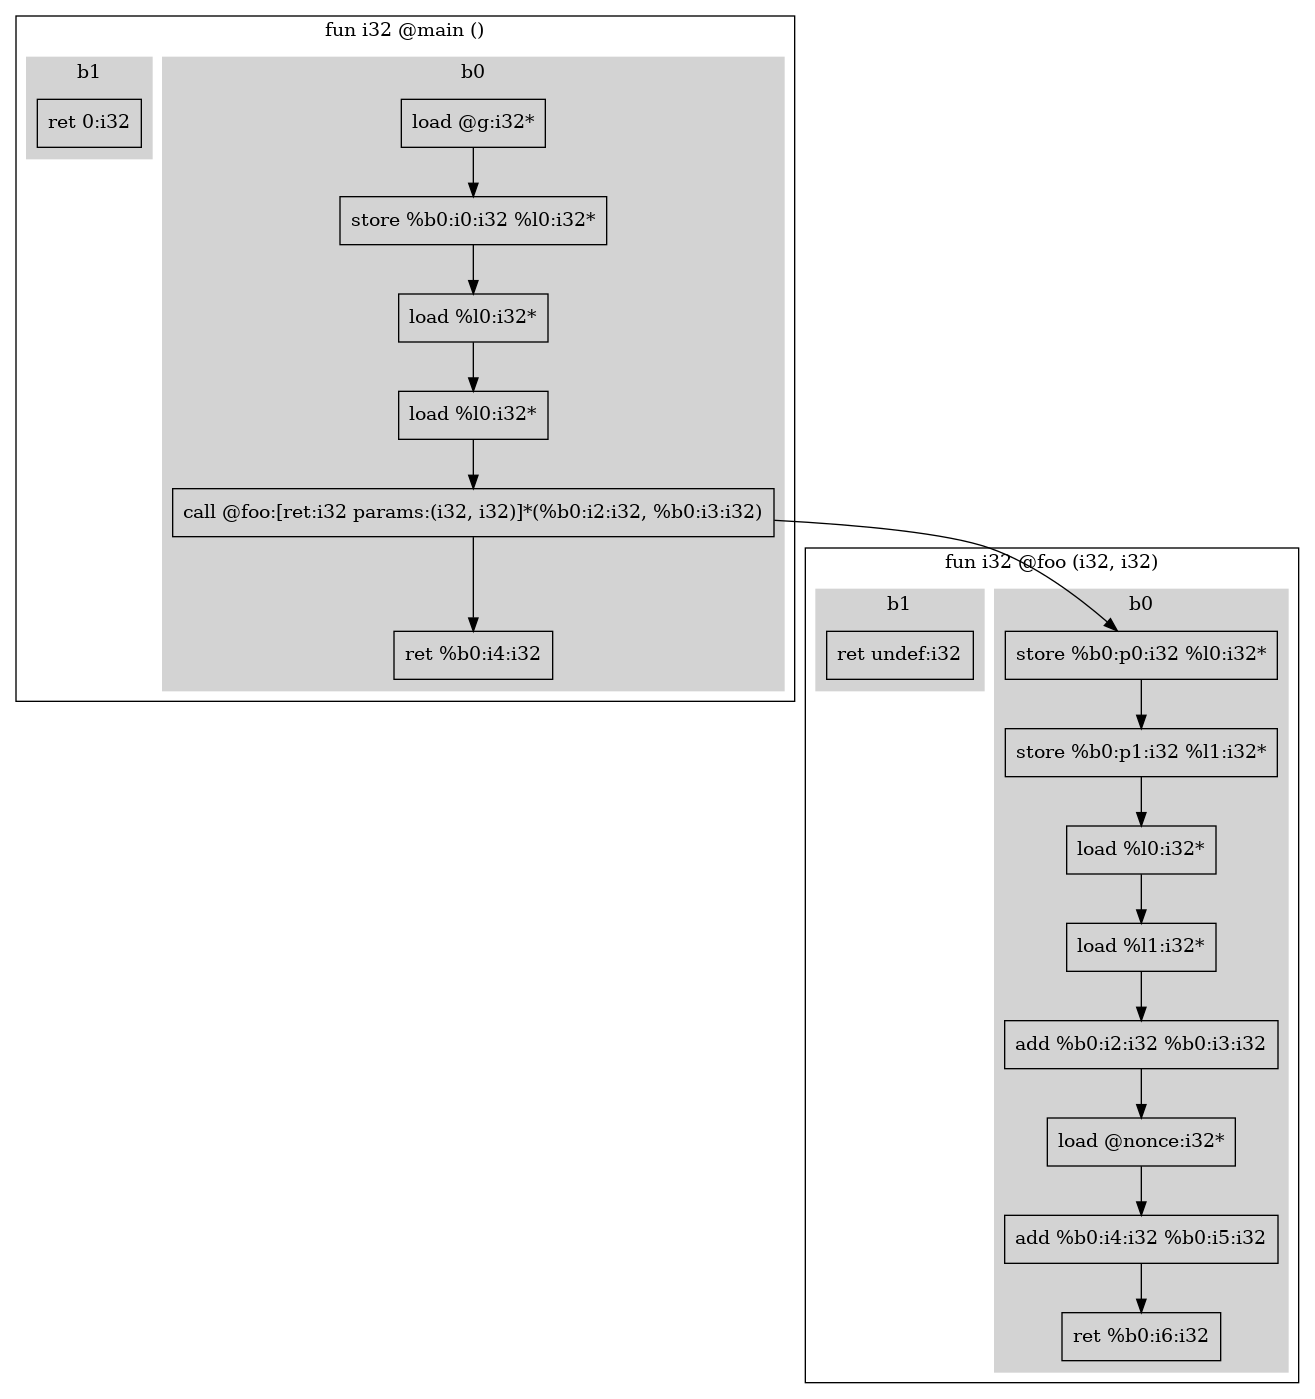 fun i32 @main ()
b1
ret 0:i32
b0
load @g:i32*
store %b0:i0:i32 %l0:i32*
load %l0:i32*
load %l0:i32*
call @foo:[ret:i32 params:(i32, i32)]*(%b0:i2:i32, %b0:i3:i32)
ret %b0:i4:i32
fun i32 @foo (i32, i32)
b1
ret undef:i32
b0
store %b0:p0:i32 %l0:i32*
store %b0:p1:i32 %l1:i32*
load %l0:i32*
load %l1:i32*
add %b0:i2:i32 %b0:i3:i32
load @nonce:i32*
add %b0:i4:i32 %b0:i5:i32
ret %b0:i6:i32